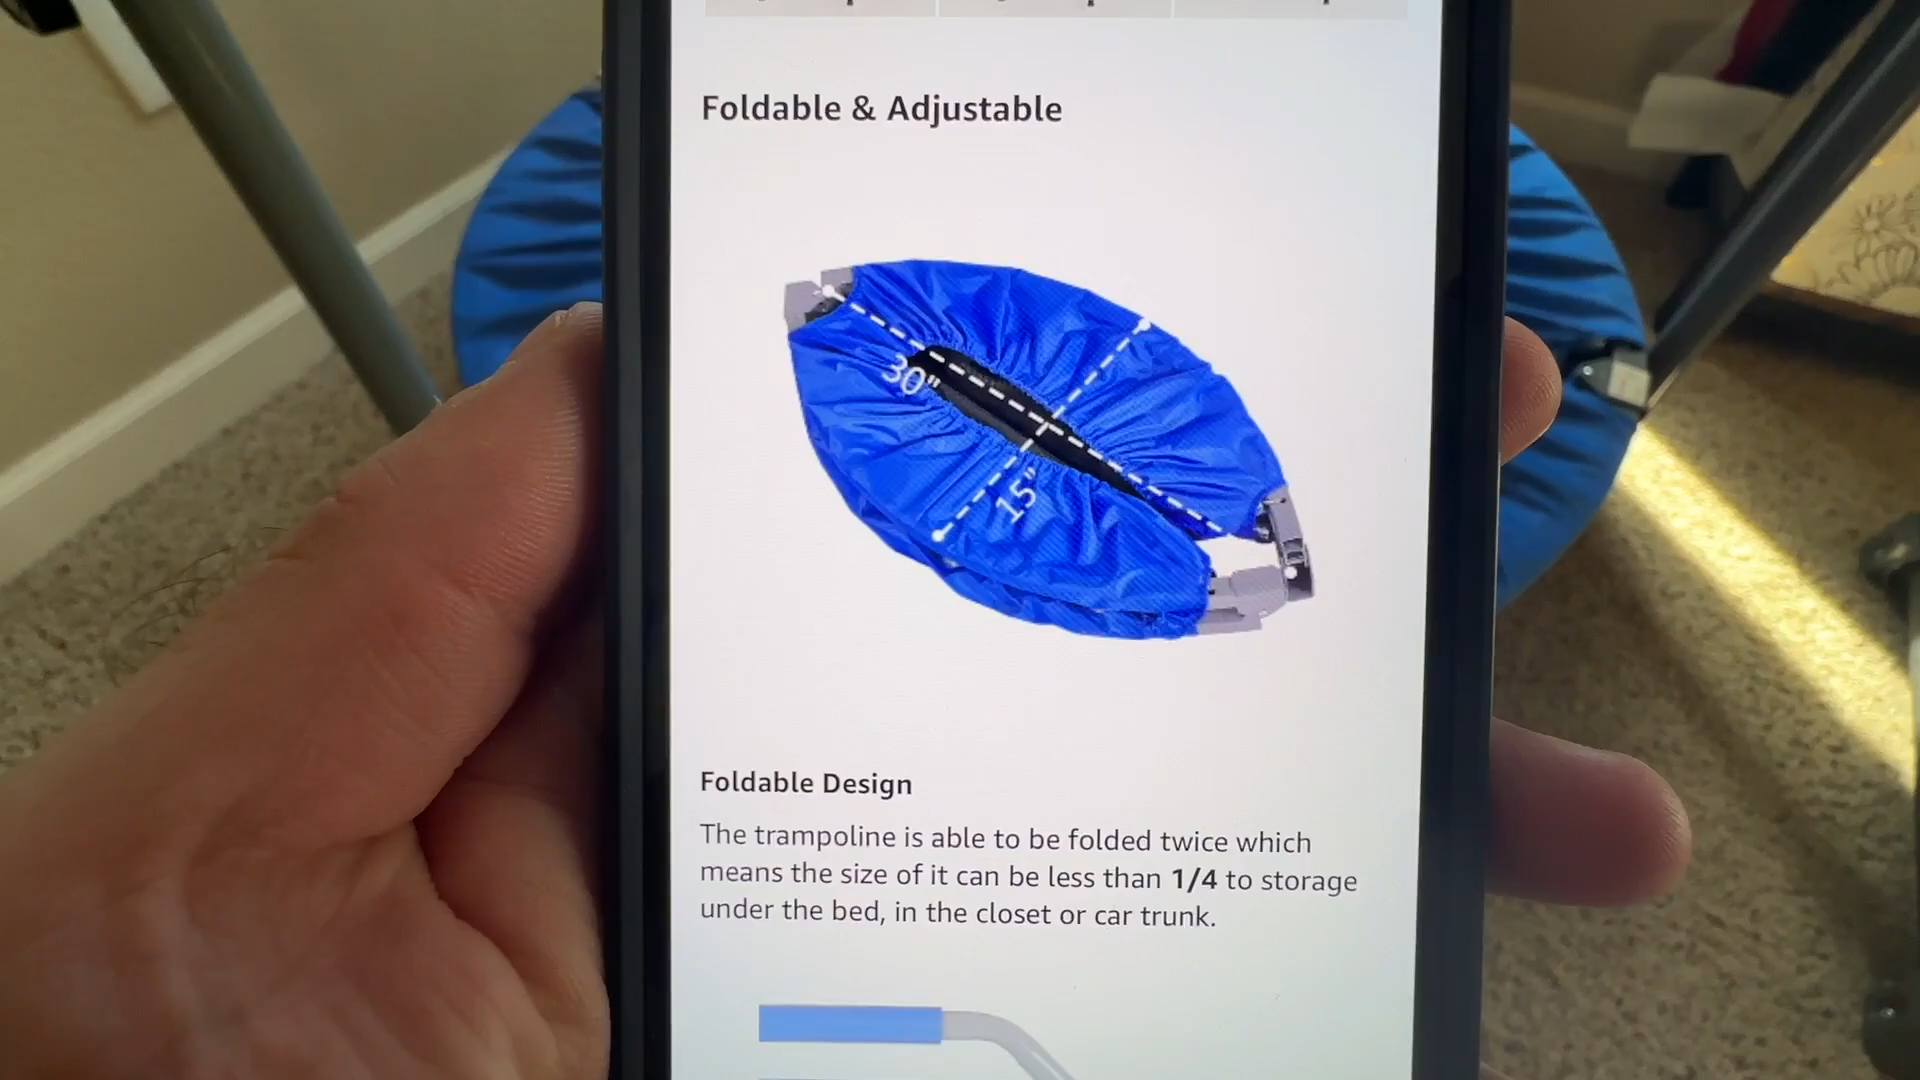 Foldable & Adjustable
30"
15"
Foldable Design
The trampoline is able to be folded twice which
means the size of it can be less than 1/4 to storage
under the bed, in the closet or car trunk.